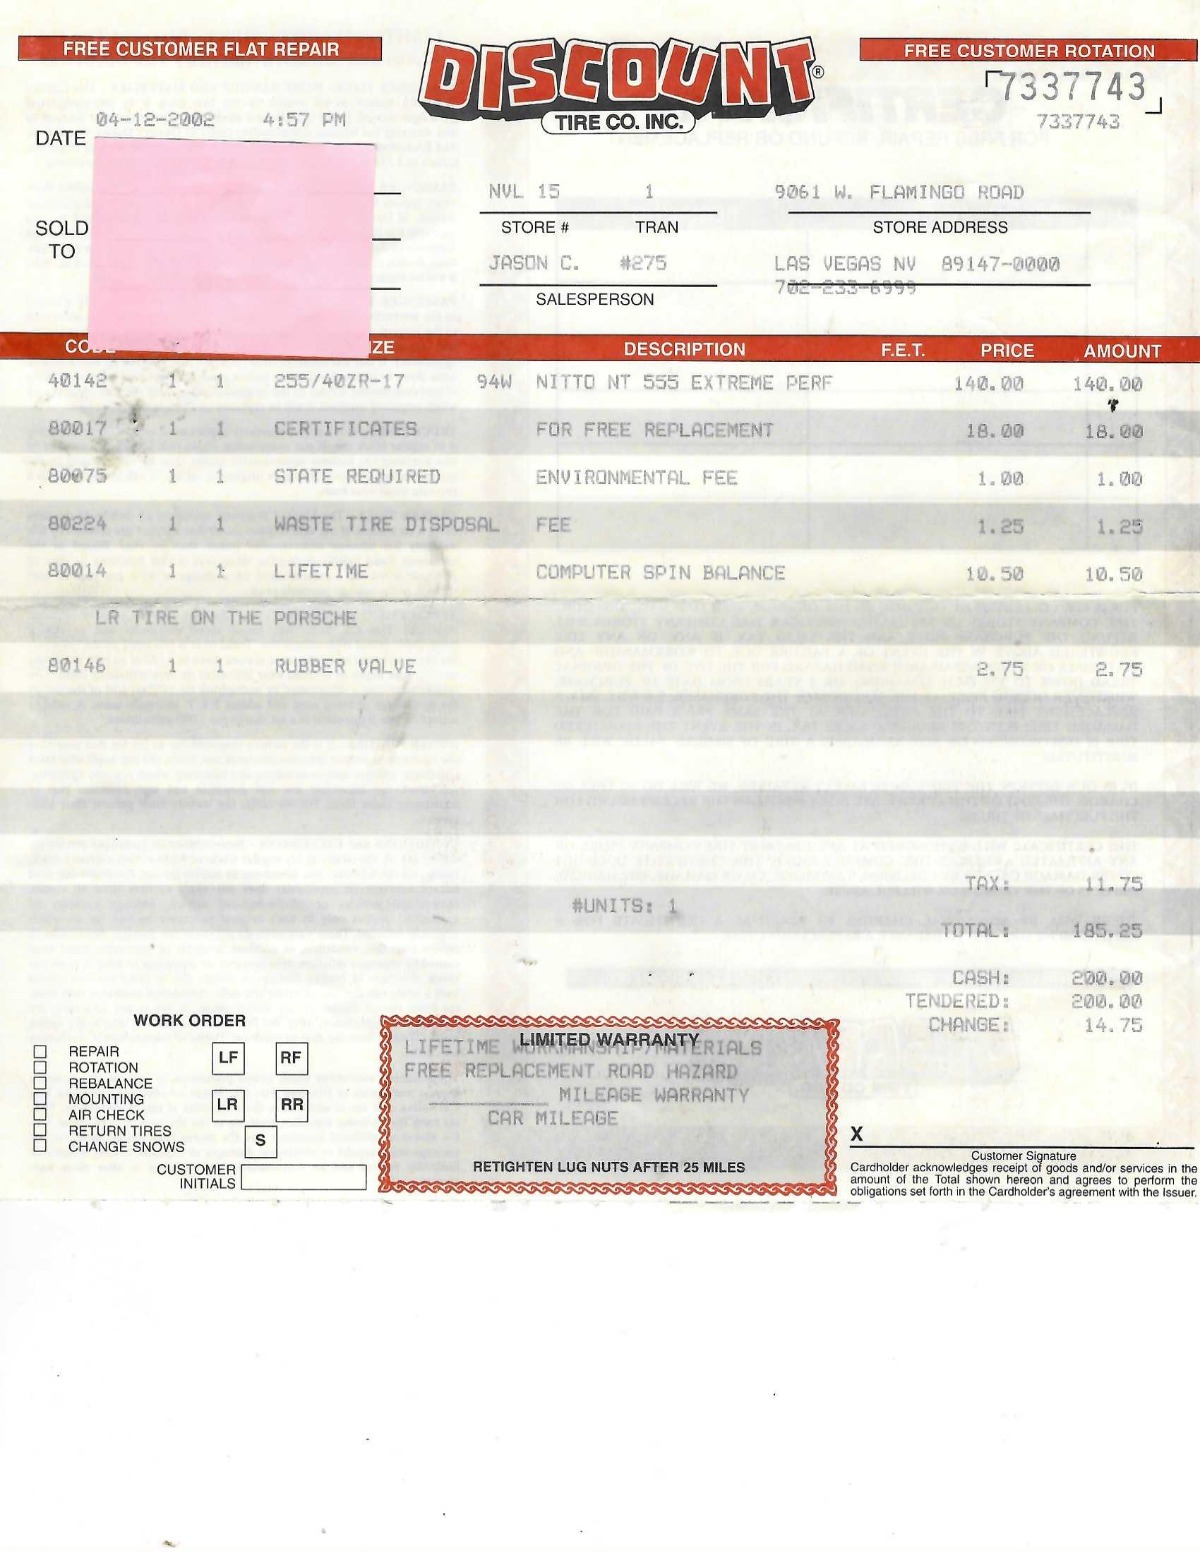 FREE CUSTOMER FLAT REPAIR
DISCOUNT®
TIRE CO. INC.
FREE CUSTOMER ROTATION
7337743
7337743
DATE 04-12-2002 4:57 PM
SOLD TO
NVL 15 1 9061 W. FLAMINGO ROAD
STORE # TRAN STORE ADDRESS
JASON C. #275 LAS VEGAS NV 89147-0000
702-233-6999
SALESPERSON
DESCRIPTION F.E.T. PRICE AMOUNT
40142 1 1 255/40ZR-17 94W NITTO NT 555 EXTREME PERF 140.00 140.00
80017 1 1 CERTIFICATES FOR FREE REPLACEMENT 18.00 18.00
80075 1 1 STATE REQUIRED ENVIRONMENTAL FEE 1.00 1.00
80224 1 1 WASTE TIRE DISPOSAL FEE 1.25 1.25
80014 1 1 LIFETIME COMPUTER SPIN BALANCE 10.50 10.50
LR TIRE ON THE PORSCHE
80146 1 1 RUBBER VALVE 2.75 2.75
TAX: 11.75
#UNITS: 1
TOTAL: 185.25
CASH: 200.00
TENDERED: 200.00
CHANGE: 14.75
WORK ORDER
REPAIR
ROTATION
REBALANCE
MOUNTING
AIR CHECK
RETURN TIRES
CHANGE SNOWS
LF RF
LR RR
S
CUSTOMER INITIALS
LIMITED WARRANTY
LIFETIME WORKMANSHIP/MATERIALS
FREE REPLACEMENT ROAD HAZARD
MILEAGE WARRANTY
CAR MILEAGE
RETIGHTEN LUG NUTS AFTER 25 MILES
X
Customer Signature
Cardholder acknowledges receipt of goods and/or services in the
amount of the Total shown hereon and agrees to perform the
obligations set forth in the Cardholder's agreement with the Issuer.